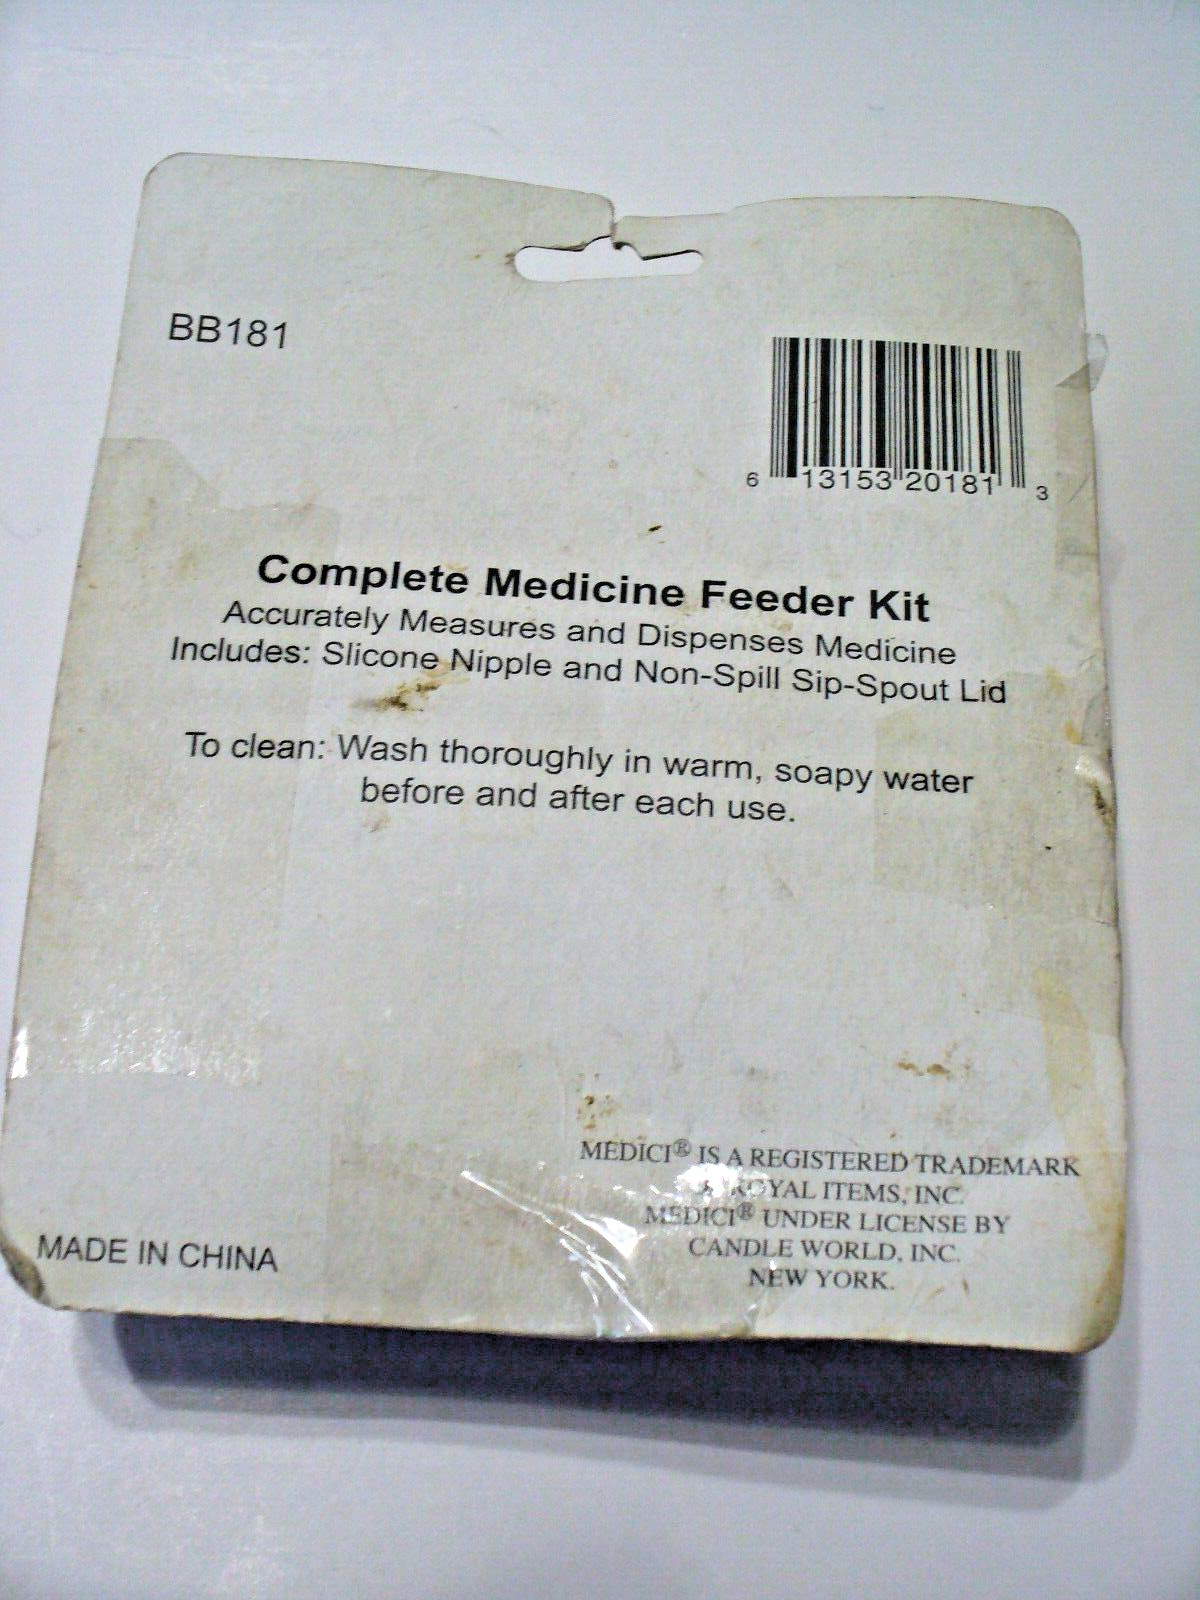 BB181
6 13153 20181 3
Complete Medicine Feeder Kit
Accurately Measures and Dispenses Medicine
Includes: Slicone Nipple and Non-Spill Sip-Spout Lid
To clean: Wash thoroughly in warm, soapy water
before and after each use.
MEDICI® IS A REGISTERED TRADEMARK
ROYAL ITEMS, INC.
MEDICI® UNDER LICENSE BY
CANDLE WORLD, INC.
NEW YORK.
MADE IN CHINA